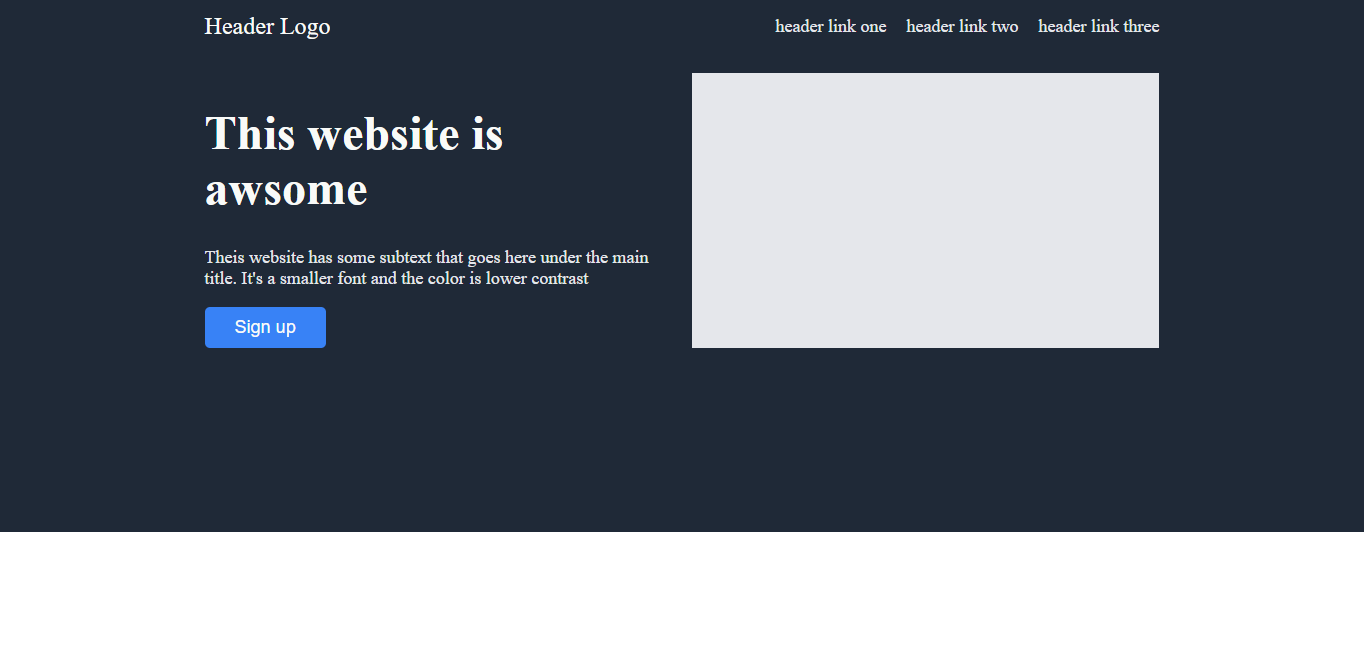 Header Logo
header link one header link two header link three
This website is
awsome
Theis website has some subtext that goes here under the main
title. It's a smaller font and the color is lower contrast
Sign up